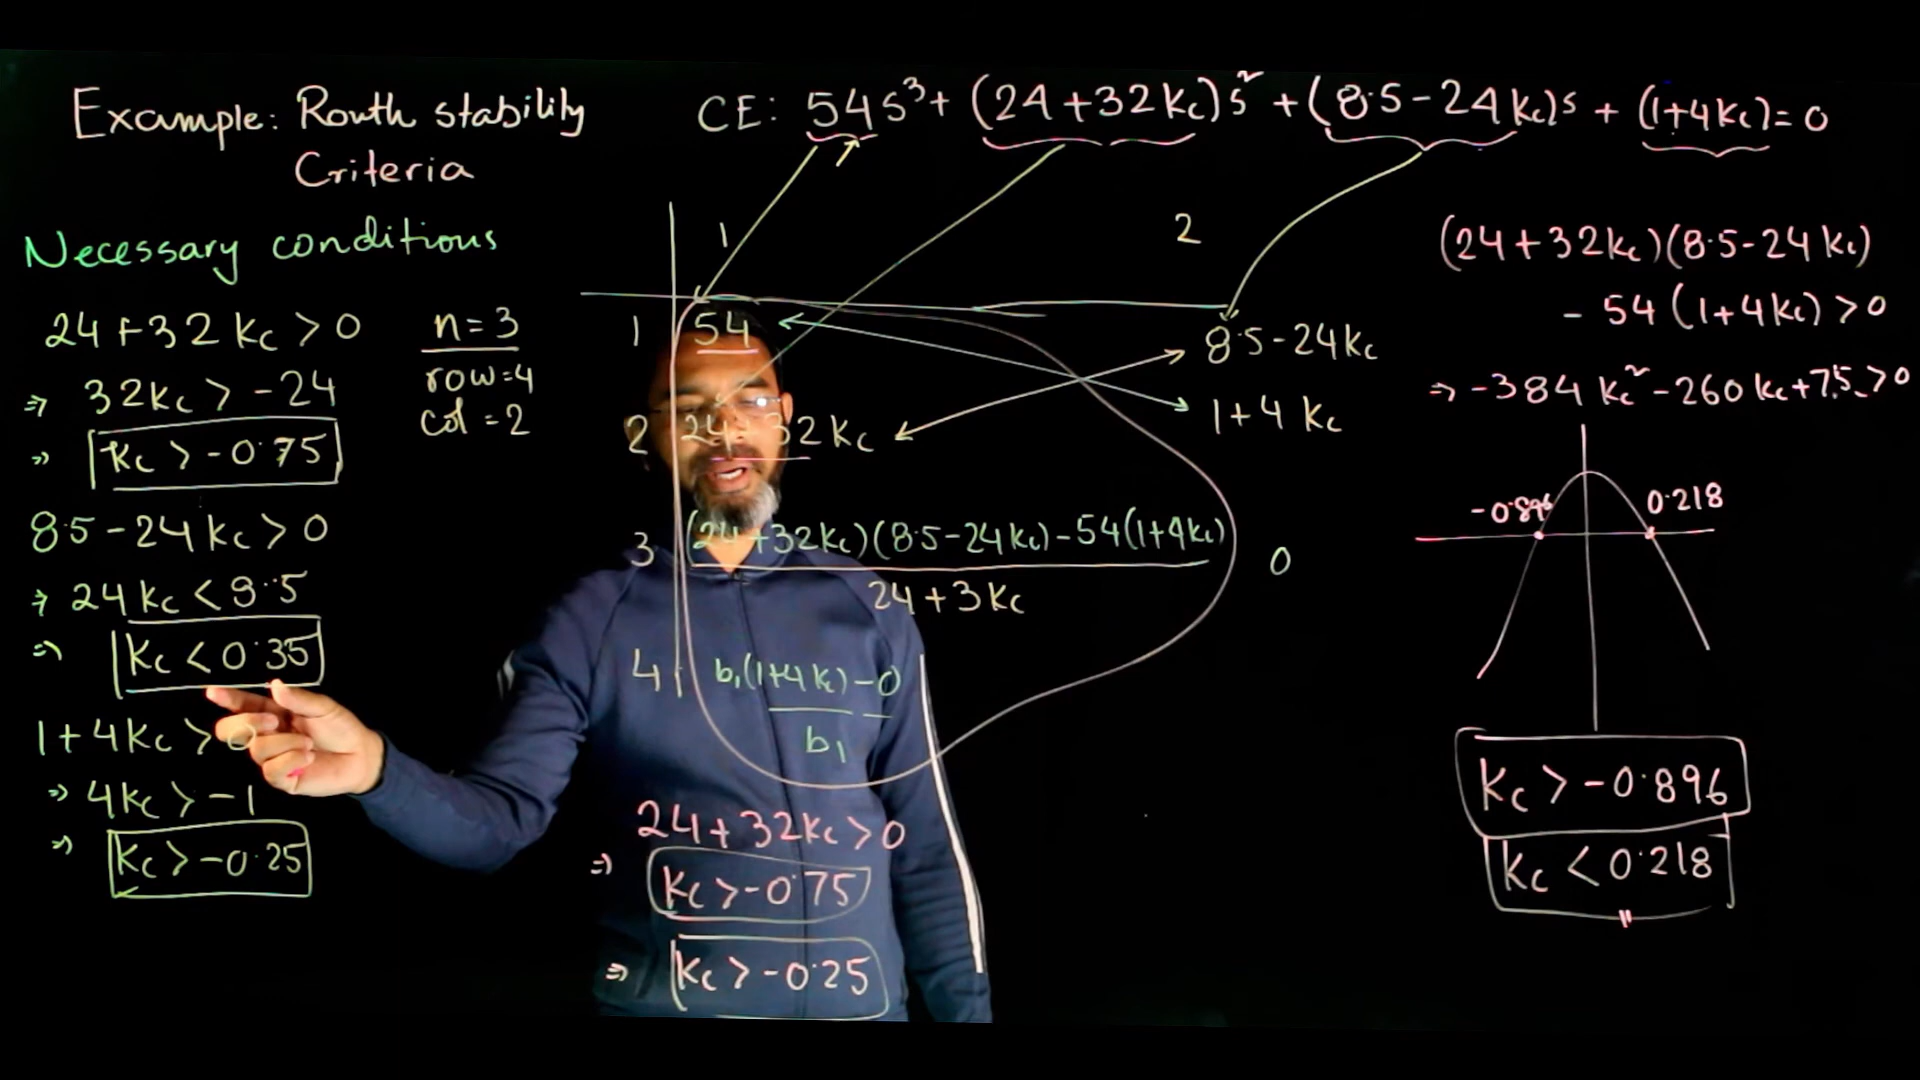 Example: Routh stability
Criteria
CE: 54s³ + (24+32Kc)s² + (8.5-24Kc)s + (1+4Kc) = 0
Necessary conditions
24+32Kc > 0
⇒ 32Kc > -24
⇒ Kc > -0.75
8.5-24Kc > 0
⇒ 24Kc < 8.5
⇒ Kc < 0.35
1+4Kc > 0
⇒ 4Kc > -1
⇒ Kc > -0.25
n=3
row=4
col=2
1 2
1 54 8.5-24Kc
2 24+32Kc 1+4Kc
3 (24+32Kc)(8.5-24Kc)-54(1+4Kc) 0
24+3Kc
4 b₁(1+4Kc)-0
b₁
24+32Kc > 0
⇒ Kc > -0.75
⇒ Kc > -0.25
(24+32Kc)(8.5-24Kc)
- 54(1+4Kc) > 0
⇒ -384Kc²-260Kc+75 > 0
-0.896 0.218
Kc > -0.896
Kc < 0.218